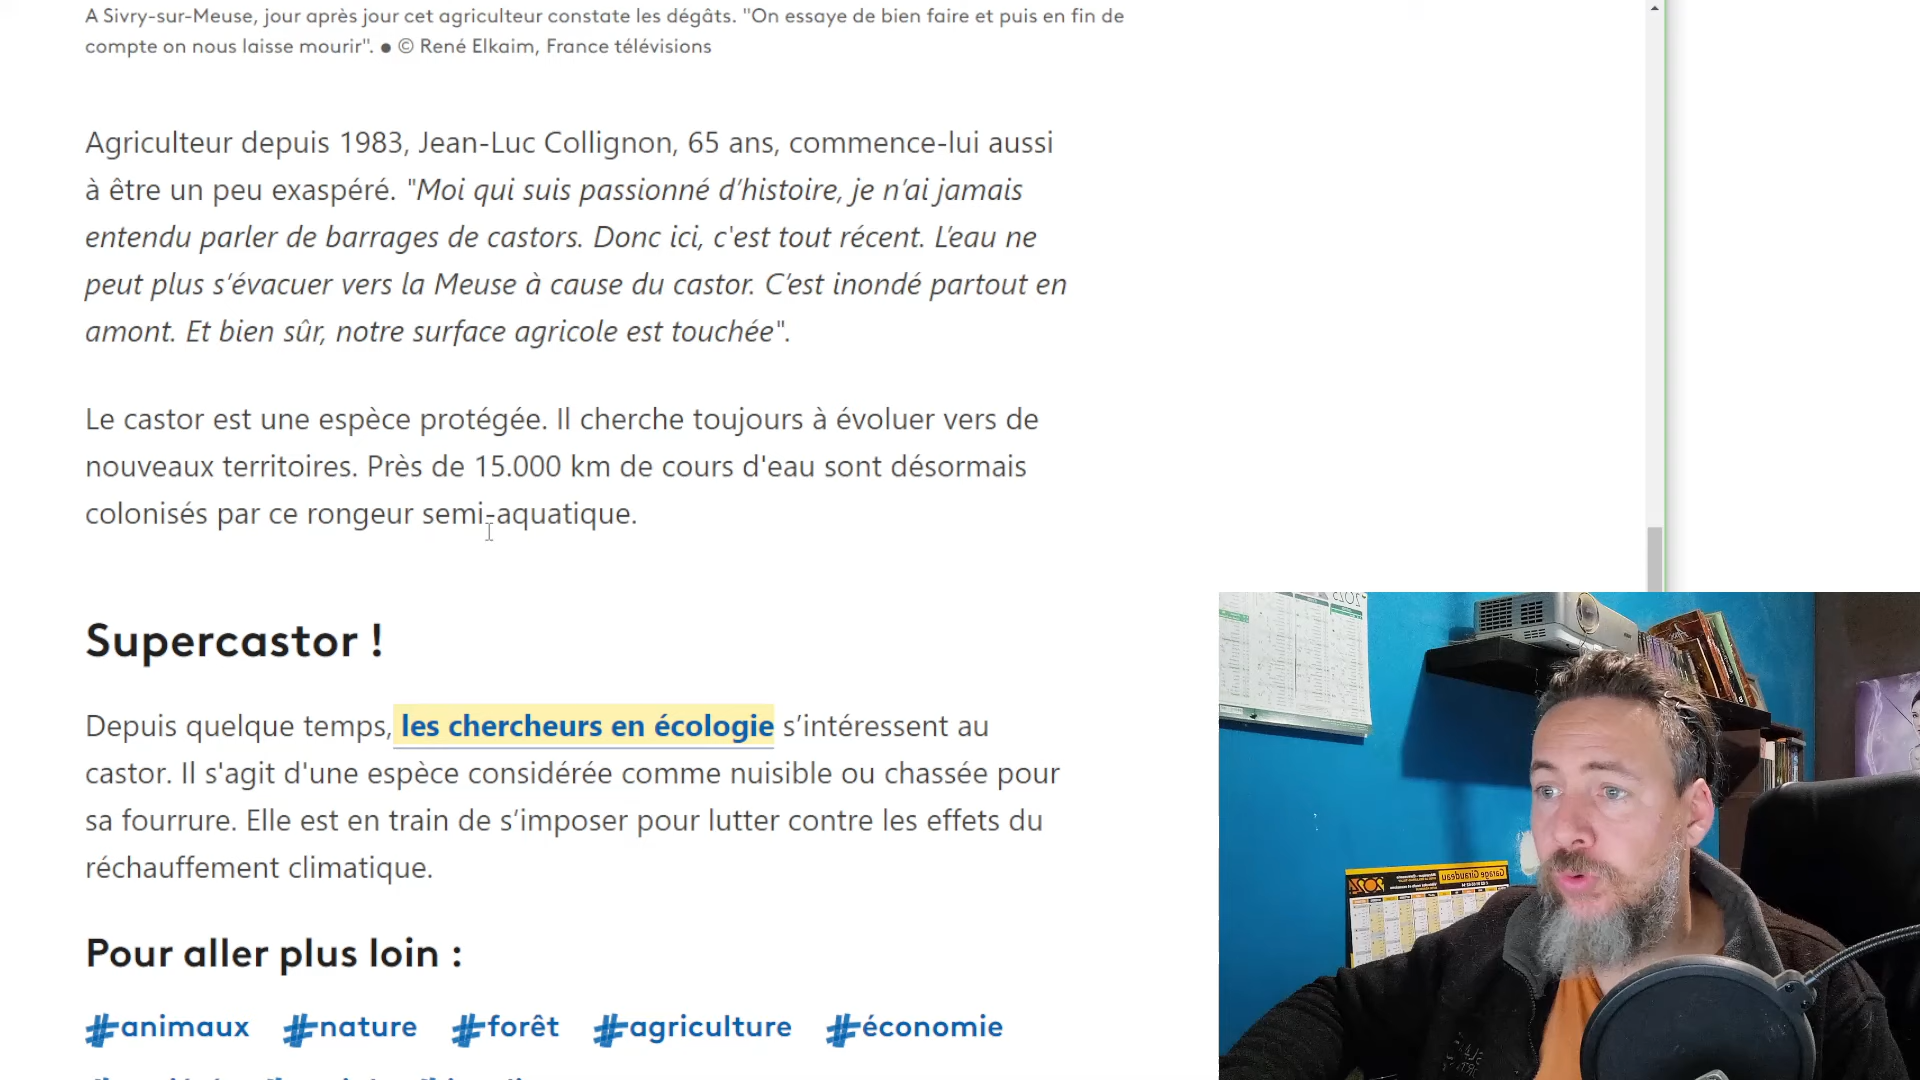 A Sivry-sur-Meuse, jour après jour cet agriculteur constate les dégâts. "On essaye de bien faire et puis en fin de
compte on nous laisse mourir". ● © René Elkaim, France télévisions
Agriculteur depuis 1983, Jean-Luc Collignon, 65 ans, commence-lui aussi
à être un peu exaspéré. "Moi qui suis passionné d’histoire, je n’ai jamais
entendu parler de barrages de castors. Donc ici, c'est tout récent. L’eau ne
peut plus s’évacuer vers la Meuse à cause du castor. C’est inondé partout en
amont. Et bien sûr, notre surface agricole est touchée".
Le castor est une espèce protégée. Il cherche toujours à évoluer vers de
nouveaux territoires. Près de 15.000 km de cours d'eau sont désormais
colonisés par ce rongeur semi-aquatique.
Supercastor !
Depuis quelque temps, les chercheurs en écologie s’intéressent au
castor. Il s'agit d'une espèce considérée comme nuisible ou chassée pour
sa fourrure. Elle est en train de s’imposer pour lutter contre les effets du
réchauffement climatique.
Pour aller plus loin :
#animaux #nature #forêt #agriculture #économie
2025
Garage Giraudeau
2024